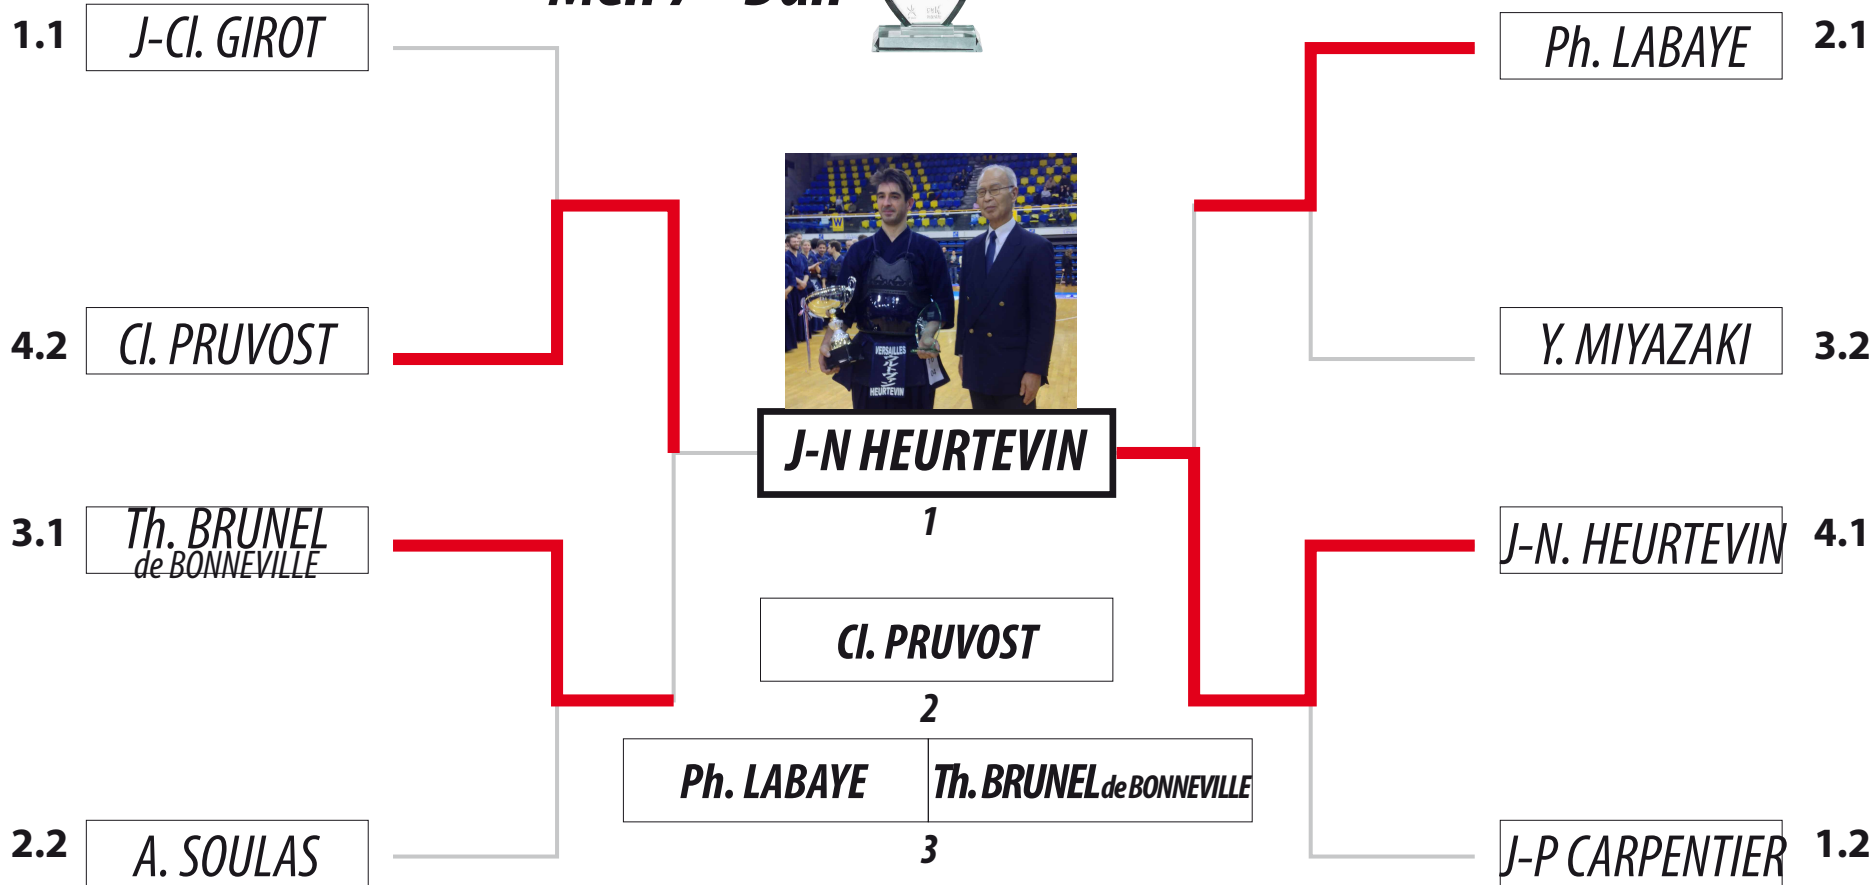 1.1
J-Cl. GIROT
Ph. LABAYE
2.1
4.2
Cl. PRUVOST
Y. MIYAZAKI
3.2
VERSAILLES
HEURTEVIN
J-N HEURTEVIN
1
3.1
Th. BRUNEL
de BONNEVILLE
J-N. HEURTEVIN
4.1
Cl. PRUVOST
2
Ph. LABAYE
Th. BRUNEL de BONNEVILLE
3
2.2
A. SOULAS
J-P CARPENTIER
1.2